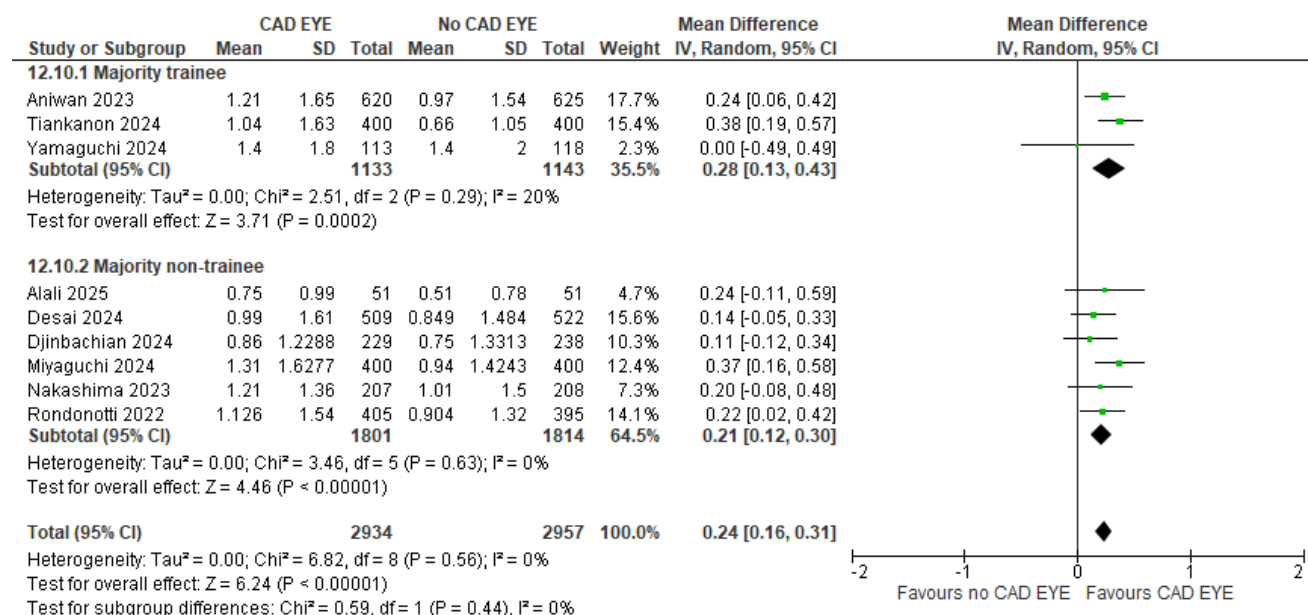 CAD EYE No CAD EYE Mean Difference Mean Difference
Study or Subgroup Mean SD Total Mean SD Total Weight IV, Random, 95% CI IV, Random, 95% CI
12.10.1 Majority trainee
Aniwan 2023 1.21 1.65 620 0.97 1.54 625 17.7% 0.24 [0.06, 0.42]
Tiankanon 2024 1.04 1.63 400 0.66 1.05 400 15.4% 0.38 [0.19, 0.57]
Yamaguchi 2024 1.4 1.8 113 1.4 2 118 2.3% 0.00 [-0.49, 0.49]
Subtotal (95% CI) 1133 1143 35.5% 0.28 [0.13, 0.43]
Heterogeneity: Tau² = 0.00; Chi² = 2.51, df = 2 (P = 0.29); I² = 20%
Test for overall effect: Z = 3.71 (P = 0.0002)
12.10.2 Majority non-trainee
Alali 2025 0.75 0.99 51 0.51 0.78 51 4.7% 0.24 [-0.11, 0.59]
Desai 2024 0.99 1.61 509 0.849 1.484 522 15.6% 0.14 [-0.05, 0.33]
Djinbachian 2024 0.86 1.2288 229 0.75 1.3313 238 10.3% 0.11 [-0.12, 0.34]
Miyaguchi 2024 1.31 1.6277 400 0.94 1.4243 400 12.4% 0.37 [0.16, 0.58]
Nakashima 2023 1.21 1.36 207 1.01 1.5 208 7.3% 0.20 [-0.08, 0.48]
Rondonotti 2022 1.126 1.54 405 0.904 1.32 395 14.1% 0.22 [0.02, 0.42]
Subtotal (95% CI) 1801 1814 64.5% 0.21 [0.12, 0.30]
Heterogeneity: Tau² = 0.00; Chi² = 3.46, df = 5 (P = 0.63); I² = 0%
Test for overall effect: Z = 4.46 (P < 0.00001)
Total (95% CI) 2934 2957 100.0% 0.24 [0.16, 0.31]
Heterogeneity: Tau² = 0.00; Chi² = 6.82, df = 8 (P = 0.56); I² = 0%
Test for overall effect: Z = 6.24 (P < 0.00001)
Test for subgroup differences: Chi² = 0.59, df = 1 (P = 0.44), I² = 0%
-2 -1 0 1 2
Favours no CAD EYE Favours CAD EYE